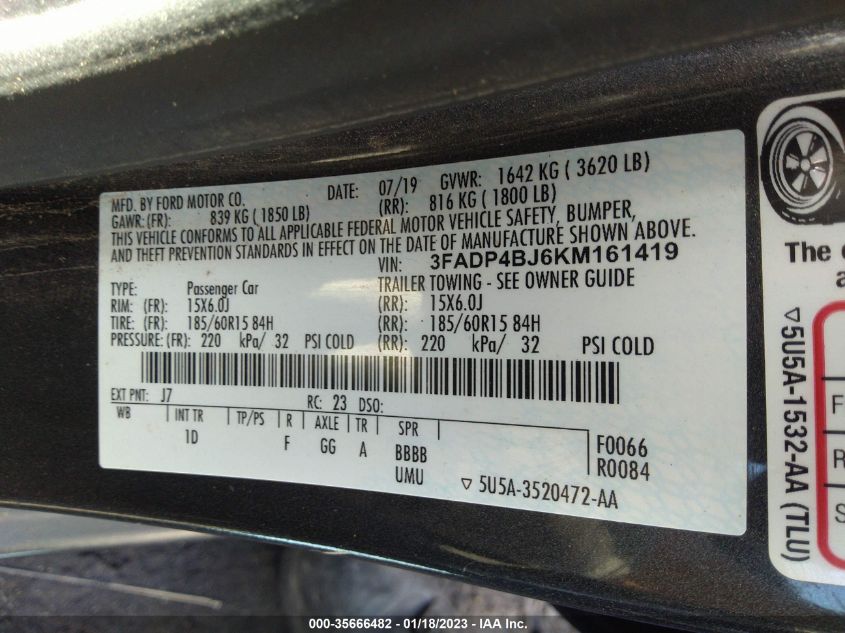 MFD. BY FORD MOTOR CO. DATE: 07/19 GVWR: 1642 KG ( 3620 LB)
GAWR: (FR): 839 KG ( 1850 LB) (RR): 816 KG ( 1800 LB)
THIS VEHICLE CONFORMS TO ALL APPLICABLE FEDERAL MOTOR VEHICLE SAFETY, BUMPER,
AND THEFT PREVENTION STANDARDS IN EFFECT ON THE DATE OF MANUFACTURE SHOWN ABOVE.
VIN: 3FADP4BJ6KM161419
TYPE: Passenger Car TRAILER TOWING - SEE OWNER GUIDE
RIM: (FR): 15X6.0J (RR): 15X6.0J
TIRE: (FR): 185/60R15 84H (RR): 185/60R15 84H
PRESSURE: (FR): 220 kPa/ 32 PSI COLD (RR): 220 kPa/ 32 PSI COLD
EXT PNT: J7 RC: 23 DSO:
WB INT TR TP/PS R AXLE TR SPR
1D F GG A BBBB F0066
UMU R0084
▽ 5U5A-3520472-AA
The
▽ 5U5A-1532-AA (TLU)
F
R
S
000-35666482 - 01/18/2023 - IAA Inc.